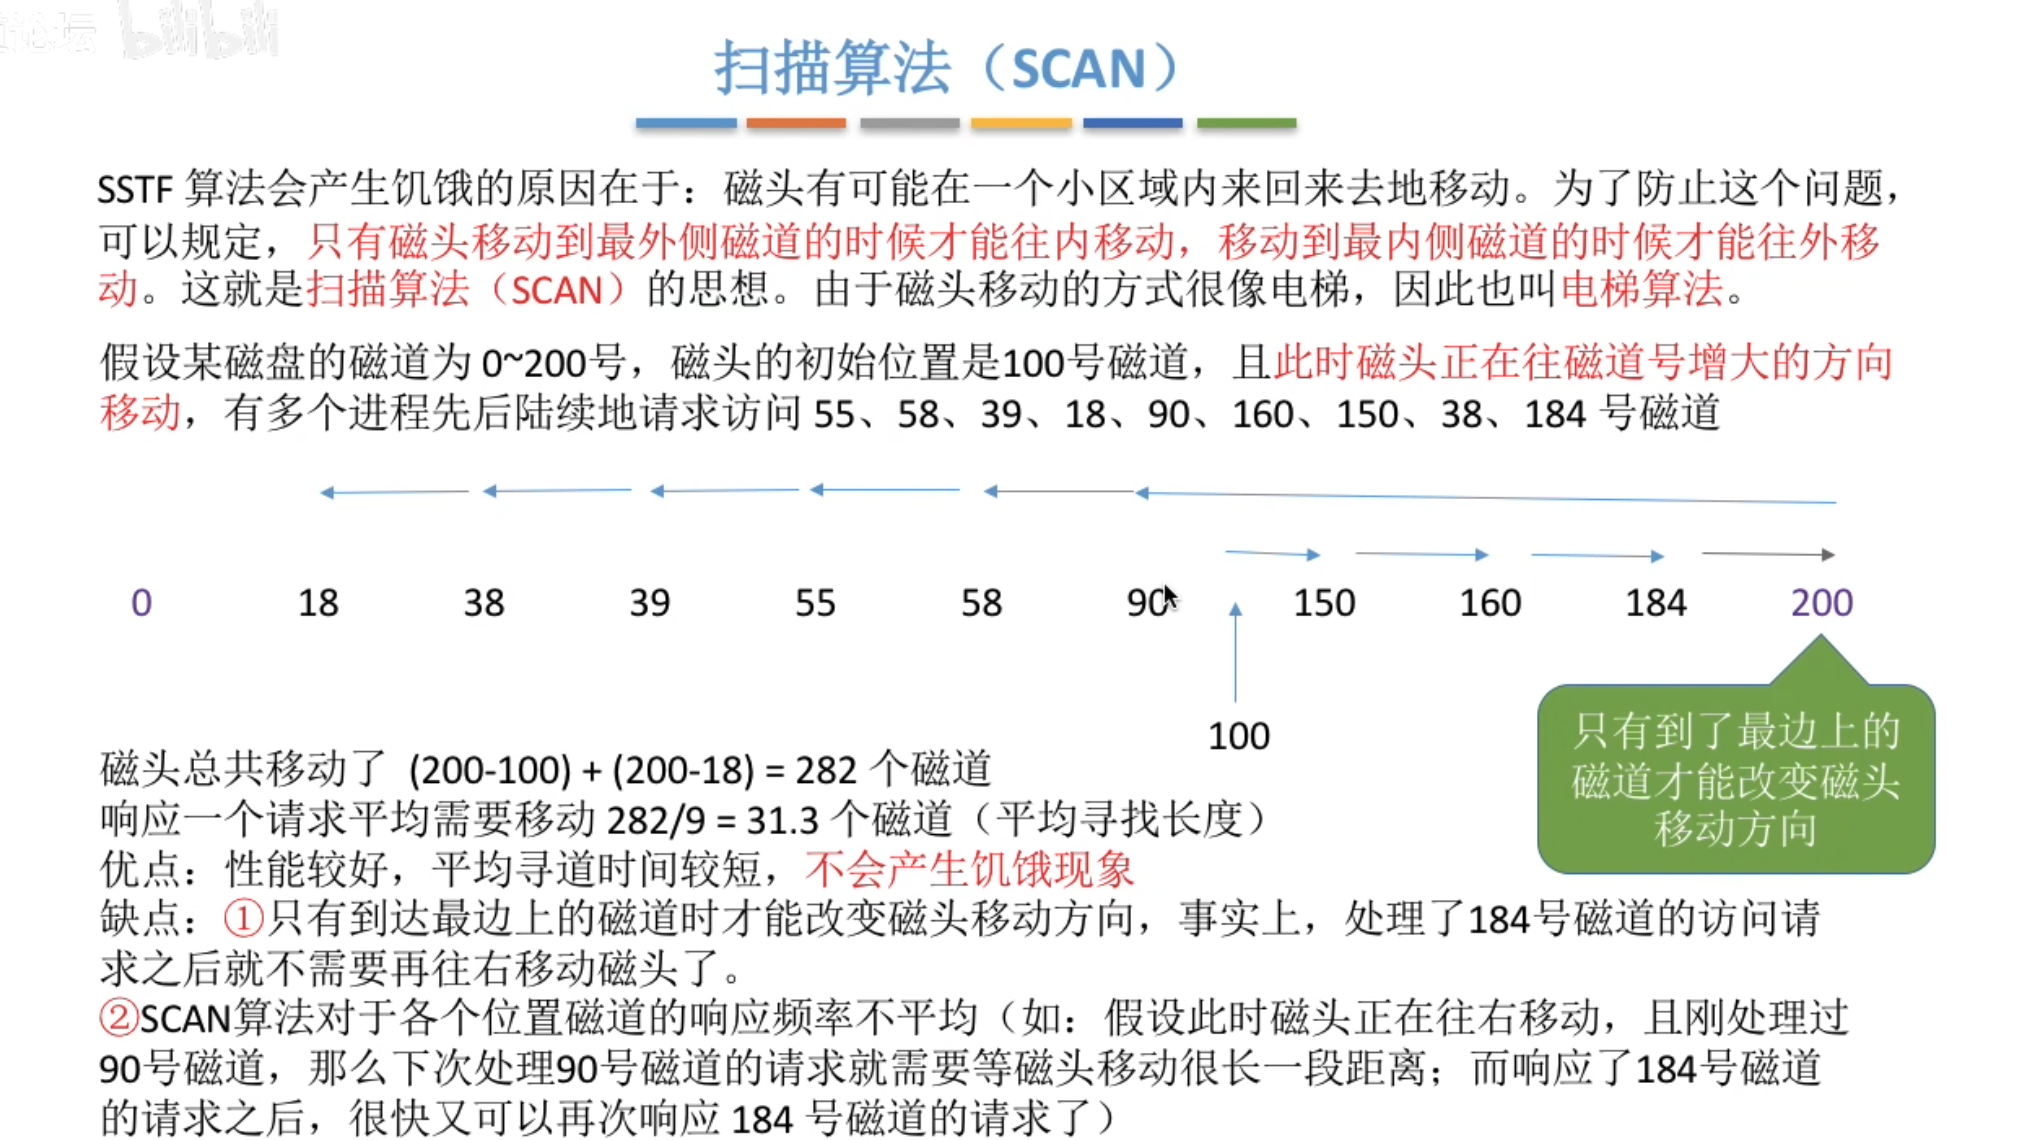 论坛 bilibili
扫描算法（SCAN）
SSTF 算法会产生饥饿的原因在于：磁头有可能在一个小区域内来回来去地移动。为了防止这个问题，
可以规定，只有磁头移动到最外侧磁道的时候才能往内移动，移动到最内侧磁道的时候才能往外移
动。这就是扫描算法（SCAN）的思想。由于磁头移动的方式很像电梯，因此也叫电梯算法。
假设某磁盘的磁道为 0~200号，磁头的初始位置是100号磁道，且此时磁头正在往磁道号增大的方向
移动，有多个进程先后陆续地请求访问 55、58、39、18、90、160、150、38、184 号磁道
0 18 38 39 55 58 90 150 160 184 200
100
只有到了最边上的
磁道才能改变磁头
移动方向
磁头总共移动了 (200-100) + (200-18) = 282 个磁道
响应一个请求平均需要移动 282/9 = 31.3 个磁道（平均寻找长度）
优点：性能较好，平均寻道时间较短，不会产生饥饿现象
缺点：①只有到达最边上的磁道时才能改变磁头移动方向，事实上，处理了184号磁道的访问请
求之后就不需要再往右移动磁头了。
②SCAN算法对于各个位置磁道的响应频率不平均（如：假设此时磁头正在往右移动，且刚处理过
90号磁道，那么下次处理90号磁道的请求就需要等磁头移动很长一段距离；而响应了184号磁道
的请求之后，很快又可以再次响应 184 号磁道的请求了）